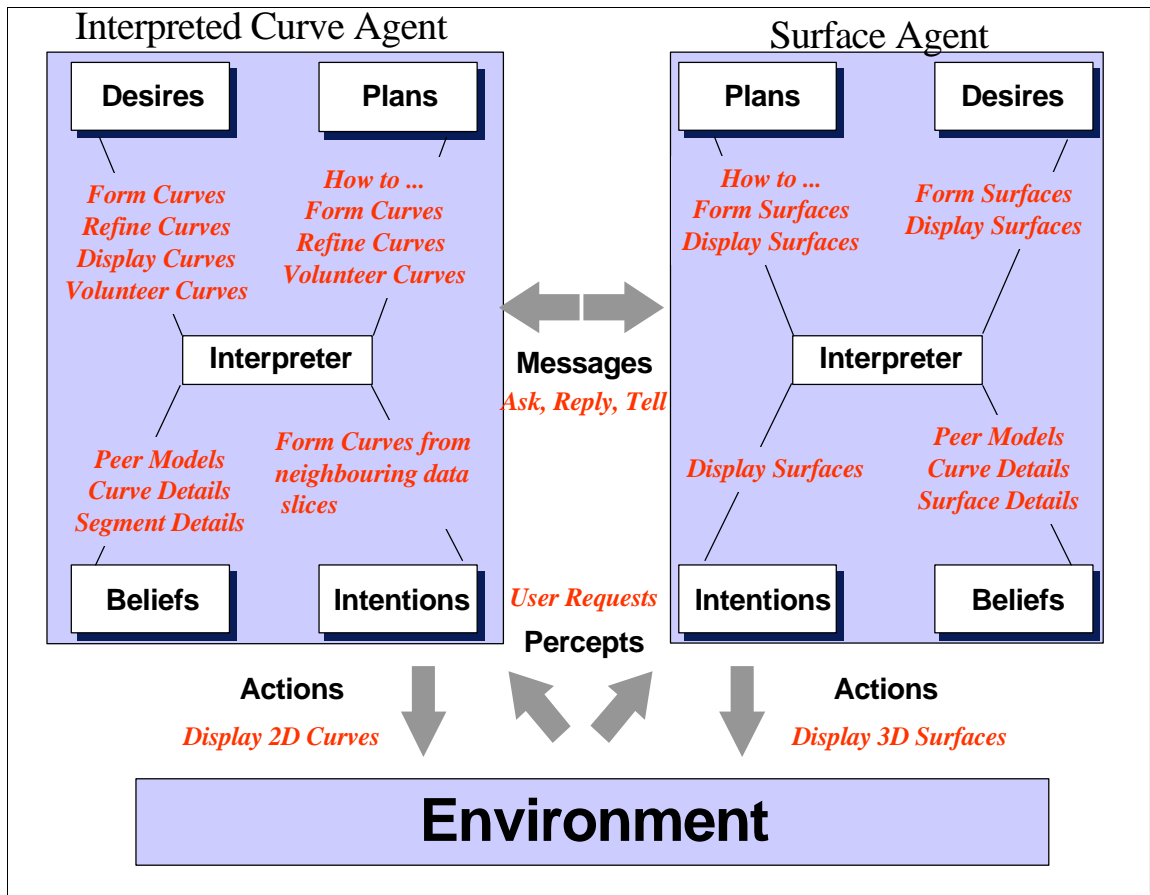 Interpreted Curve Agent
Desires
Plans
Form Curves
Refine Curves
Display Curves
Volunteer Curves
How to ...
Form Curves
Refine Curves
Volunteer Curves
Interpreter
Peer Models
Curve Details
Segment Details
Form Curves from
neighbouring data
slices
Beliefs
Intentions
Messages
Ask, Reply, Tell
Surface Agent
Plans
Desires
How to ...
Form Surfaces
Display Surfaces
Form Surfaces
Display Surfaces
Interpreter
Display Surfaces
Peer Models
Curve Details
Surface Details
Intentions
Beliefs
User Requests
Percepts
Actions
Display 2D Curves
Actions
Display 3D Surfaces
Environment